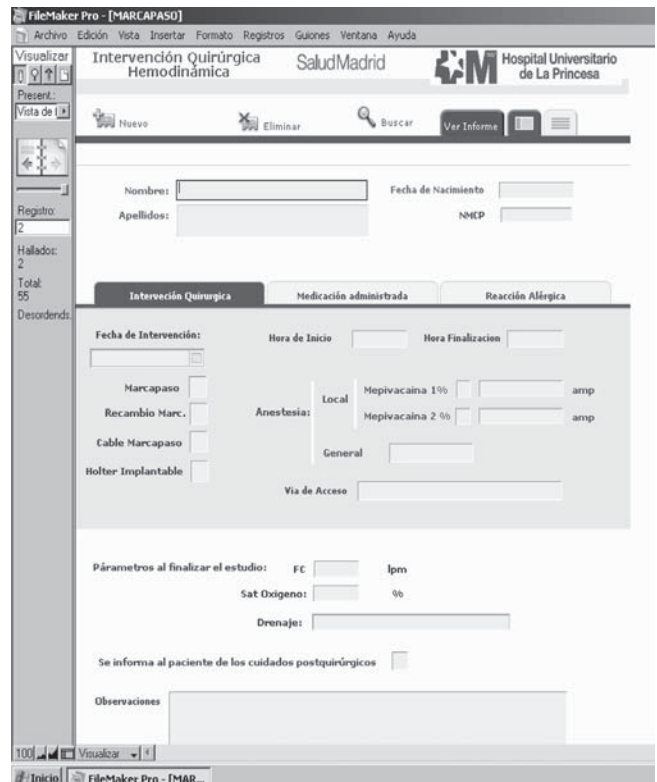 FileMaker Pro - [MARCAPASO]
Archivo Edición Vista Insertar Formato Registros Guiones Ventana Ayuda
Visualizar
Present.:
Vista de l
Registro:
2
Hallados:
2
Total:
55
Desordends.
Intervención Quirúrgica
Hemodinámica
SaludMadrid
M
Hospital Universitario
de La Princesa
Nuevo
Eliminar
Buscar
Ver Informe
Nombre:
Fecha de Nacimiento
Apellidos:
NMCP
Interveción Quirurgica
Medicación administrada
Reacción Alérgica
Fecha de Intervención:
Hora de Inicio
Hora Finalizacion
Marcapaso
Recambio Marc.
Cable Marcapaso
Holter Implantable
Anestesia:
Local
Mepivacaina 1% amp
Mepivacaina 2 % amp
General
Via de Acceso
Párametros al finalizar el estudio:
FC lpm
Sat Oxigeno: %
Drenaje:
Se informa al paciente de los cuidados postquirúrgicos
Observaciones
100 Visualizar
Inicio FileMaker Pro - [MAR...